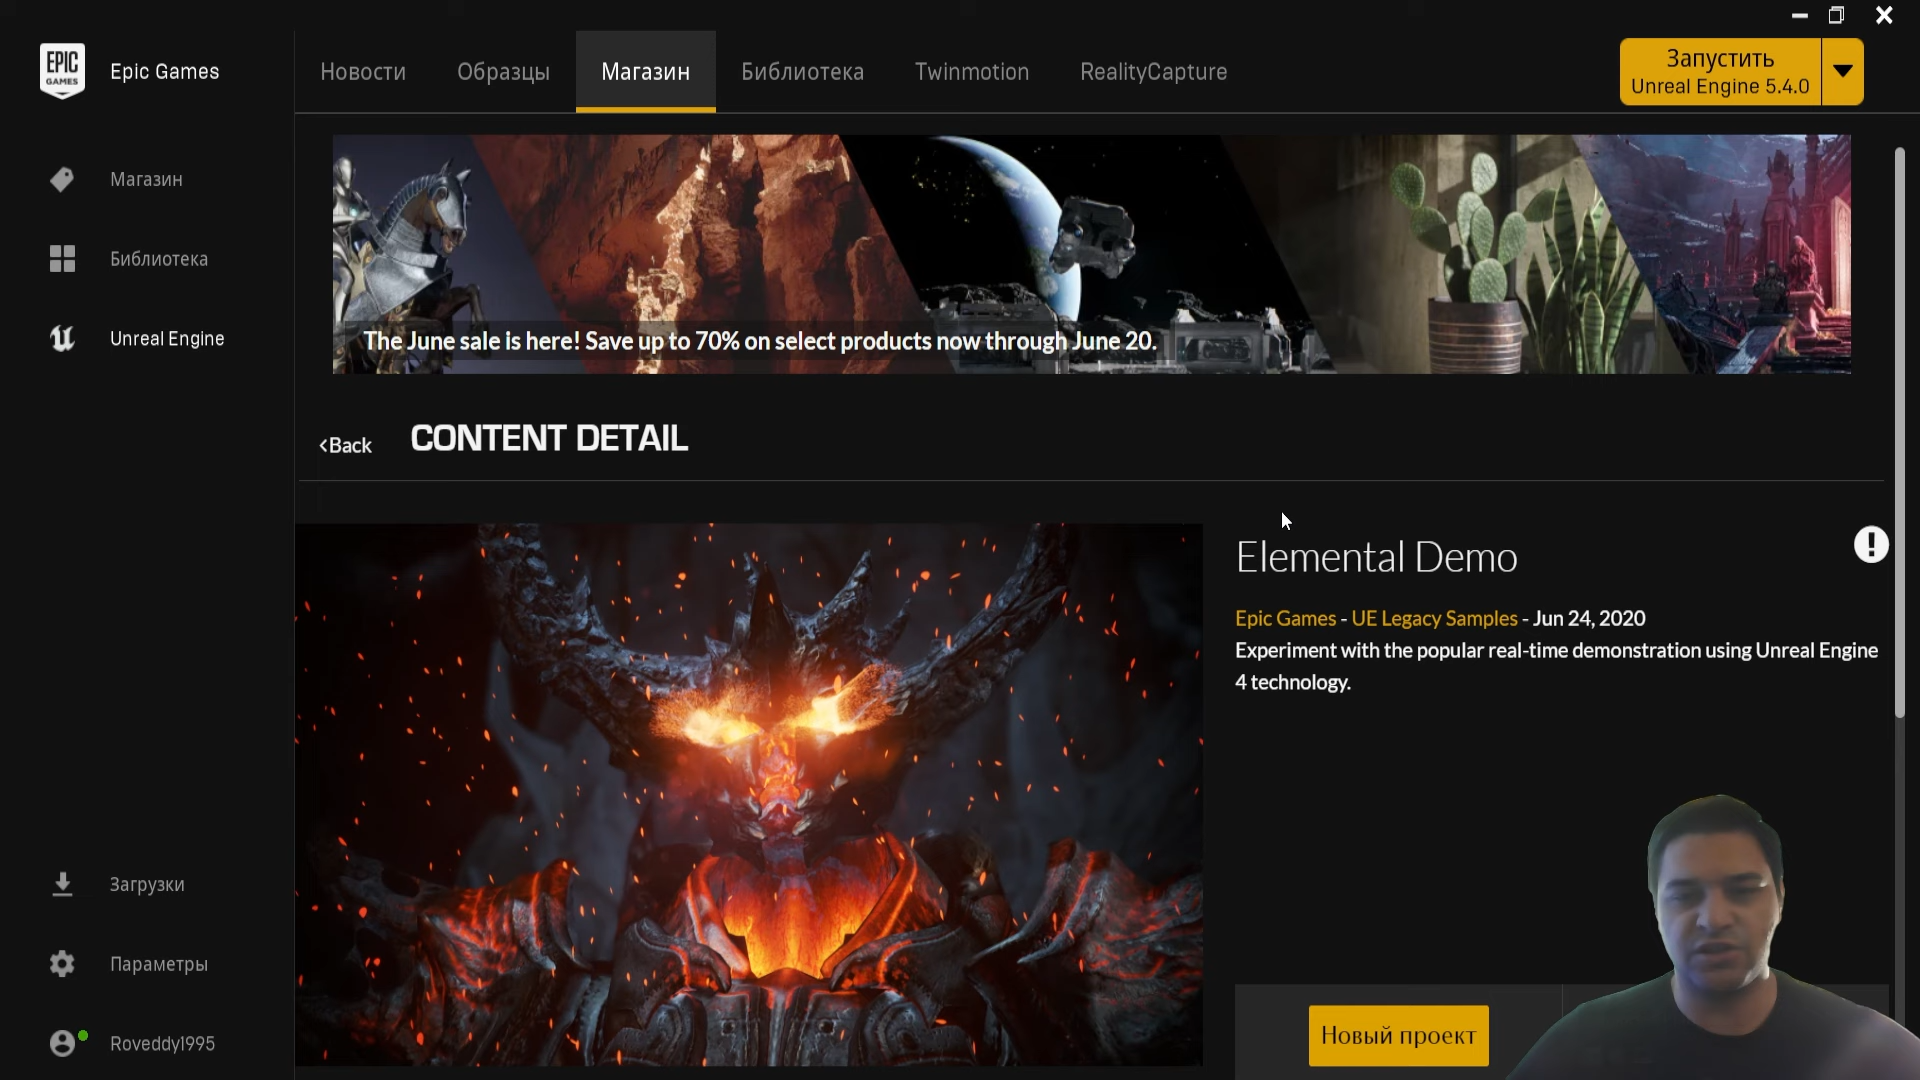 EPIC
GAMES
Epic Games
Новости
Образцы
Магазин
Библиотека
Twinmotion
RealityCapture
Запустить
Unreal Engine 5.4.0
Магазин
Библиотека
Unreal Engine
The June sale is here! Save up to 70% on select products now through June 20.
<Back
CONTENT DETAIL
Elemental Demo
Epic Games - UE Legacy Samples - Jun 24, 2020
Experiment with the popular real-time demonstration using Unreal Engine
4 technology.
Новый проект
Загрузки
Параметры
Roveddy1995